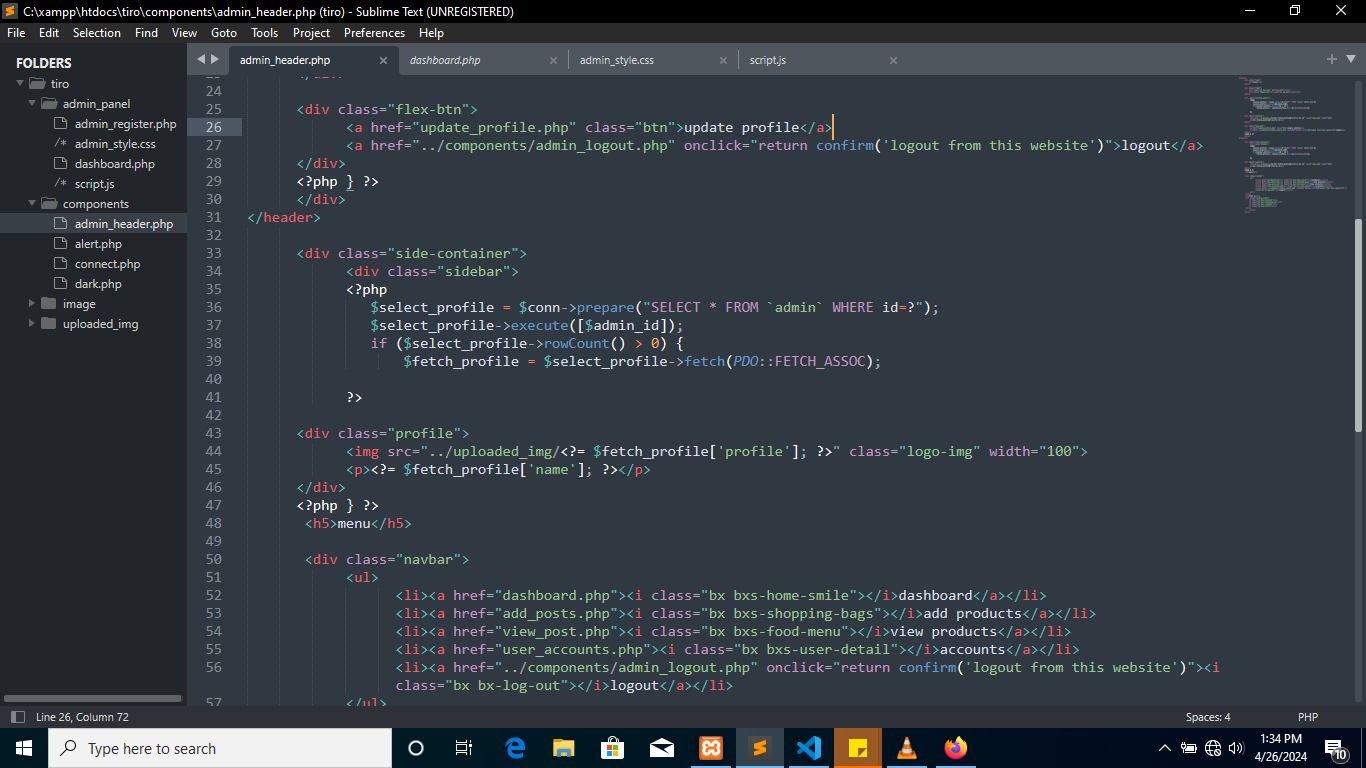 C:\xampp\htdocs\tiro\components\admin_header.php (tiro) - Sublime Text (UNREGISTERED)
File Edit Selection Find View Goto Tools Project Preferences Help
FOLDERS
tiro
admin_panel
admin_register.php
/* admin_style.css
dashboard.php
/* script.js
components
admin_header.php
alert.php
connect.php
dark.php
image
uploaded_img
admin_header.php × dashboard.php × admin_style.css × script.js ×
24
25 <div class="flex-btn">
26 <a href="update_profile.php" class="btn">update profile</a>
27 <a href="../components/admin_logout.php" onclick="return confirm('logout from this website')">logout</a>
28 </div>
29 <?php } ?>
30 </div>
31 </header>
32
33 <div class="side-container">
34 <div class="sidebar">
35 <?php
36 $select_profile = $conn->prepare("SELECT * FROM `admin` WHERE id=?");
37 $select_profile->execute([$admin_id]);
38 if ($select_profile->rowCount() > 0) {
39 $fetch_profile = $select_profile->fetch(PDO::FETCH_ASSOC);
40
41 ?>
42
43 <div class="profile">
44 <img src="../uploaded_img/<?= $fetch_profile['profile']; ?>" class="logo-img" width="100">
45 <p><?= $fetch_profile['name']; ?></p>
46 </div>
47 <?php } ?>
48 <h5>menu</h5>
49
50 <div class="navbar">
51 <ul>
52 <li><a href="dashboard.php"><i class="bx bxs-home-smile"></i>dashboard</a></li>
53 <li><a href="add_posts.php"><i class="bx bxs-shopping-bags"></i>add products</a></li>
54 <li><a href="view_post.php"><i class="bx bxs-food-menu"></i>view products</a></li>
55 <li><a href="user_accounts.php"><i class="bx bxs-user-detail"></i>accounts</a></li>
56 <li><a href="../components/admin_logout.php" onclick="return confirm('logout from this website')"><i
class="bx bx-log-out"></i>logout</a></li>
57 </ul>
Line 26, Column 72
Spaces: 4
PHP
Type here to search
1:34 PM
4/26/2024
10